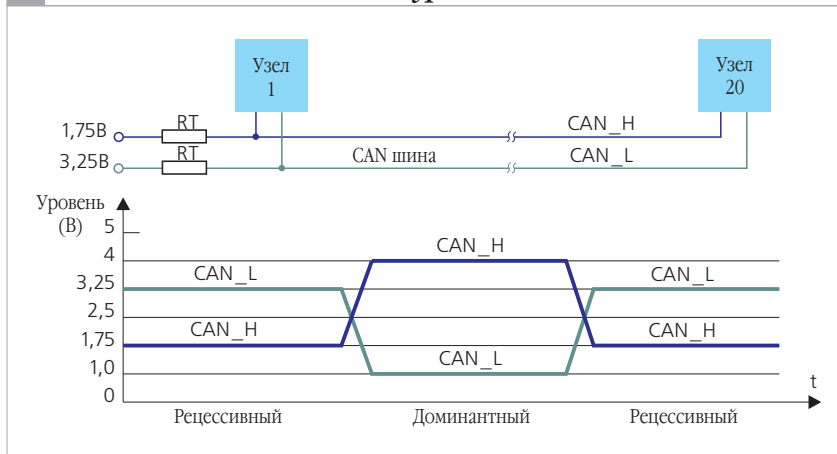 Узел
1
Узел
20
1,75В
RT
CAN_H
3,25В
RT
CAN шина
CAN_L
Уровень
(В)
5
4
3,25
2,5
1,75
1,0
0
CAN_L
CAN_H
CAN_H
CAN_L
CAN_L
CAN_H
t
Рецессивный
Доминантный
Рецессивный